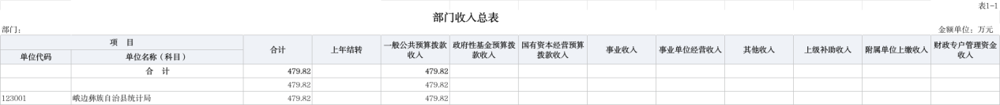 表1-1
部门收入总表
部门： 金额单位：万元
项 目 合计 上年结转 一般公共预算拨款收入 政府性基金预算拨款收入 国有资本经营预算拨款收入 事业收入 事业单位经营收入 其他收入 上级补助收入 附属单位上缴收入 财政专户管理资金收入
单位代码 单位名称（科目）
合 计 479.82 479.82
479.82 479.82
123001 峨边彝族自治县统计局 479.82 479.82